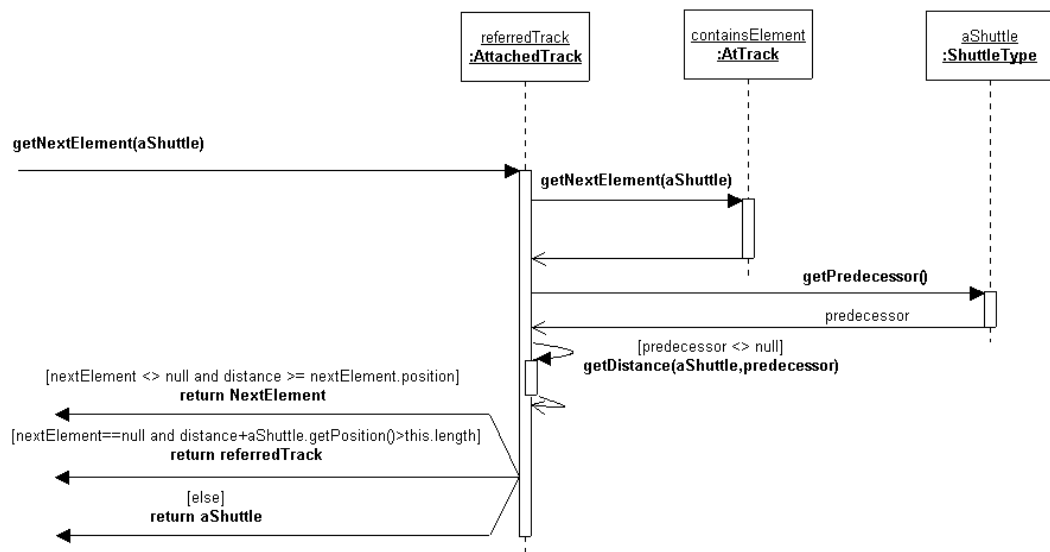 referredTrack
:AttachedTrack
containsElement
:AtTrack
aShuttle
:ShuttleType
getNextElement(aShuttle)
getNextElement(aShuttle)
getPredecessor()
predecessor
[predecessor <> null]
getDistance(aShuttle,predecessor)
[nextElement <> null and distance >= nextElement.position]
return NextElement
[nextElement==null and distance+aShuttle.getPosition()>this.length]
return referredTrack
[else]
return aShuttle